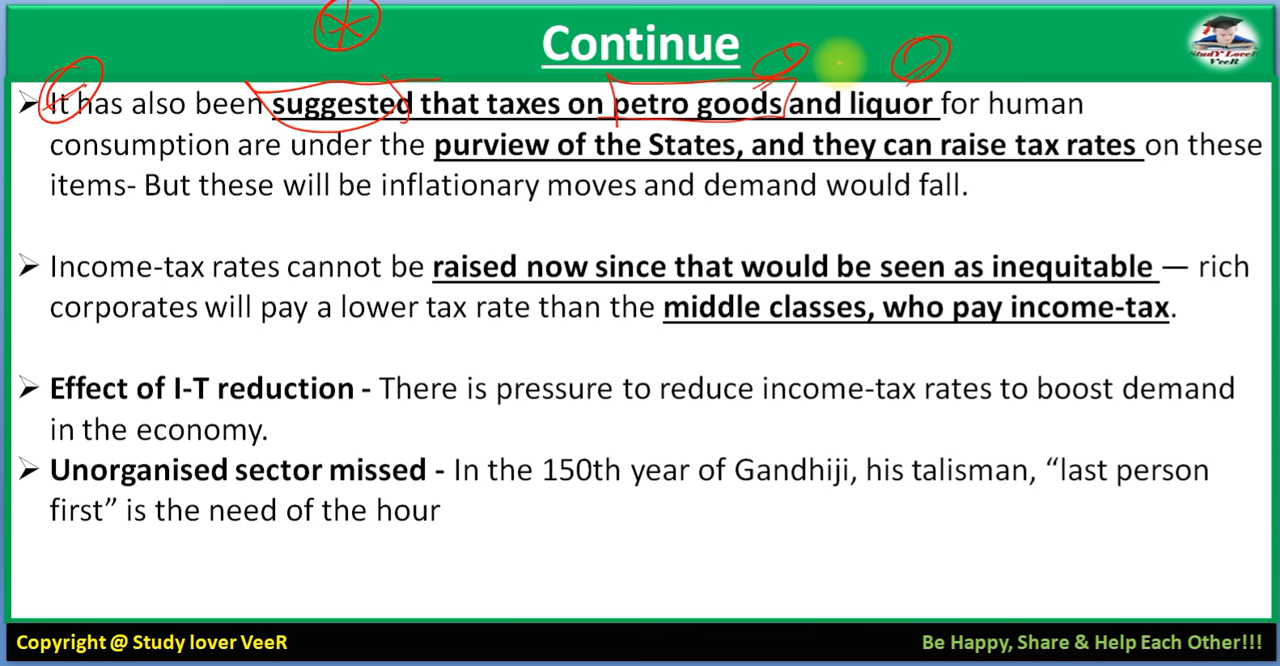 Continue
StudY LoveR
VeeR
It has also been suggested that taxes on petro goods and liquor for human
consumption are under the purview of the States, and they can raise tax rates on these
items- But these will be inflationary moves and demand would fall.
Income-tax rates cannot be raised now since that would be seen as inequitable — rich
corporates will pay a lower tax rate than the middle classes, who pay income-tax.
Effect of I-T reduction - There is pressure to reduce income-tax rates to boost demand
in the economy.
Unorganised sector missed - In the 150th year of Gandhiji, his talisman, “last person
first” is the need of the hour
Copyright @ Study lover VeeR
Be Happy, Share & Help Each Other!!!